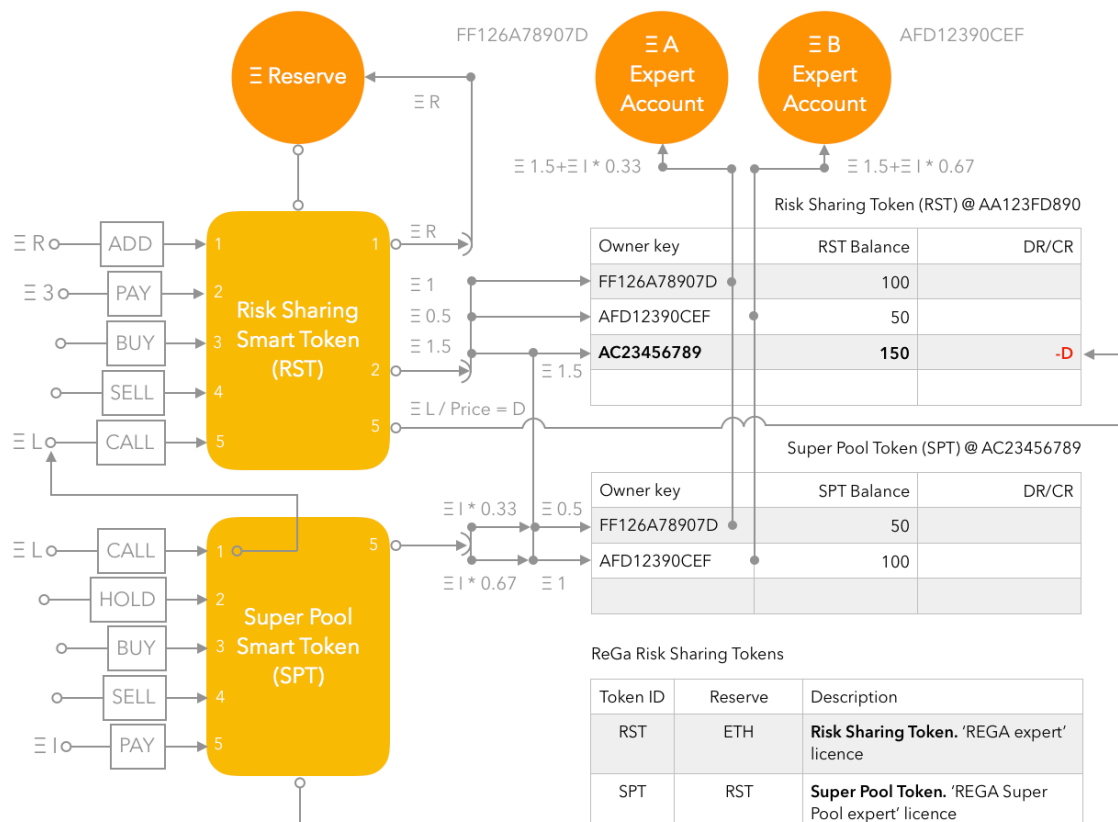 FF126A78907D
AFD12390CEF
Ξ Reserve
Ξ A
Expert
Account
Ξ B
Expert
Account
Ξ R
Ξ 1.5+Ξ I * 0.33
Ξ 1.5+Ξ I * 0.67
Risk Sharing Token (RST) @ AA123FD890
Ξ R
ADD
1
1
Ξ R
Ξ 3
PAY
2
BUY
3
SELL
4
Ξ L
CALL
5
Risk Sharing
Smart Token
(RST)
Ξ 1
Ξ 0.5
Ξ 1.5
2
Ξ 1.5
Ξ L / Price = D
5
Owner key RST Balance DR/CR
FF126A78907D 100
AFD12390CEF 50
AC23456789 150 -D
Super Pool Token (SPT) @ AC23456789
Owner key SPT Balance DR/CR
FF126A78907D 50
AFD12390CEF 100
Ξ L
CALL
1
HOLD
2
BUY
3
SELL
4
Ξ I
PAY
5
Super Pool
Smart Token
(SPT)
5
Ξ I * 0.33
Ξ 0.5
Ξ I * 0.67
Ξ 1
ReGa Risk Sharing Tokens
Token ID Reserve Description
RST ETH Risk Sharing Token. ‘REGA expert’
licence
SPT RST Super Pool Token. ‘REGA Super
Pool expert’ licence